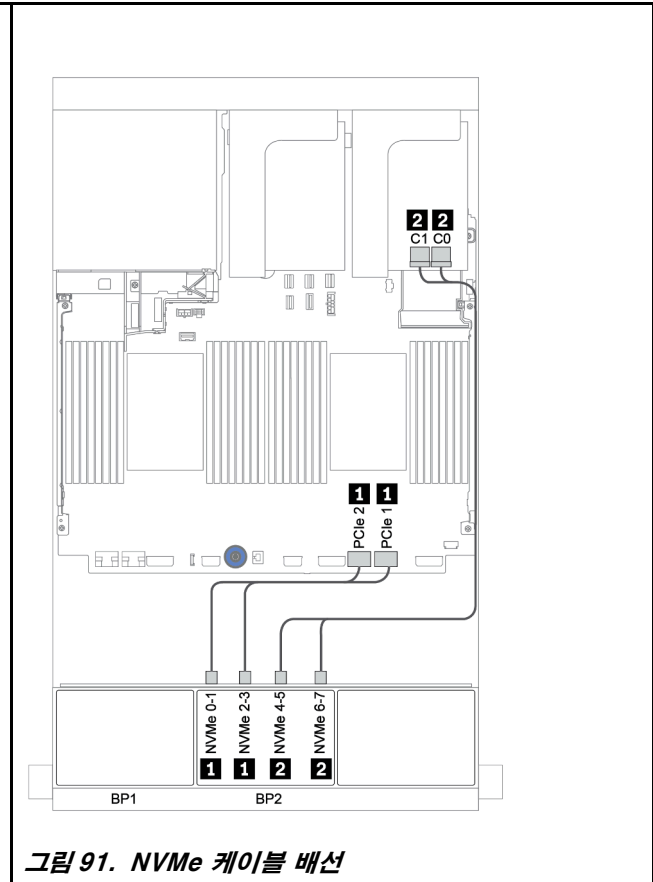 2 2
C1 C0
1 1
PCIe 2 PCIe 1
NVMe 0-1 NVMe 2-3 NVMe 4-5 NVMe 6-7
1 1 2 2
BP1 BP2
그림 91. NVMe 케이블 배선